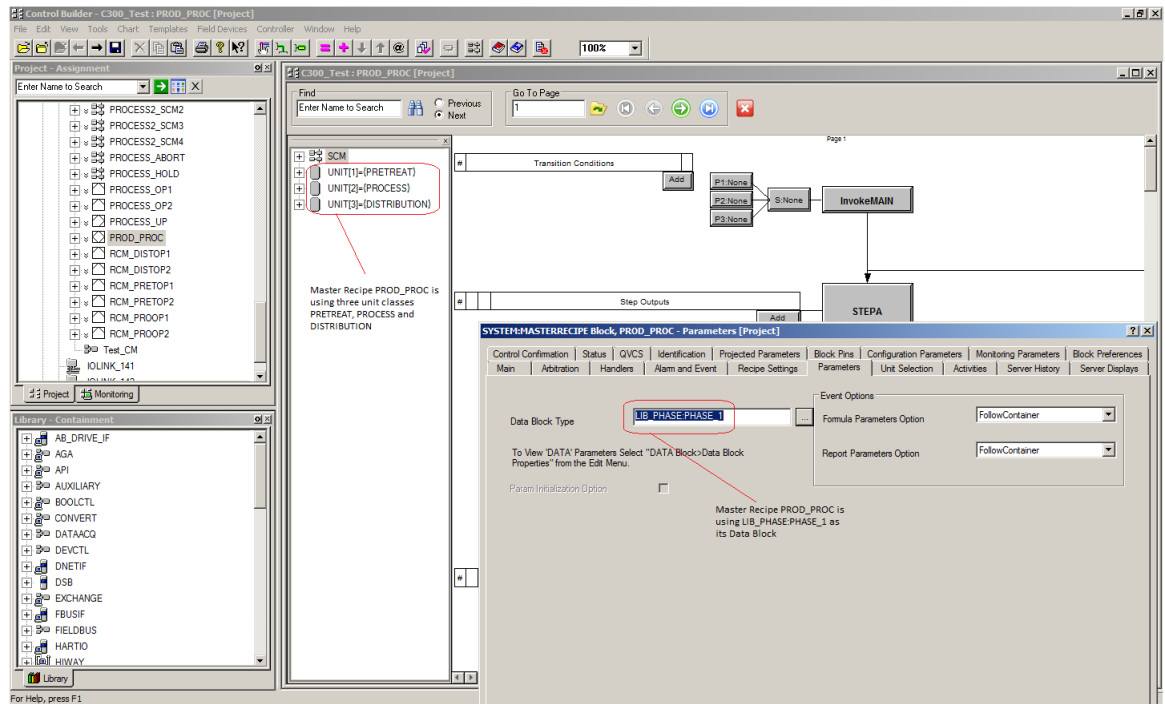 Control Builder - C300_Test : PROD_PROC [Project]
File Edit View Tools Chart Templates Field Devices Controller Window Help
100%
Project - Assignment
Enter Name to Search
PROCESS2_SCM2
PROCESS2_SCM3
PROCESS2_SCM4
PROCESS_ABORT
PROCESS_HOLD
PROCESS_OP1
PROCESS_OP2
PROCESS_UP
PROD_PROC
RCM_DISTOP1
RCM_DISTOP2
RCM_PRETOP1
RCM_PRETOP2
RCM_PROOP1
RCM_PROOP2
Test_CM
IOLINK_141
Project Monitoring
Library - Containment
AB_DRIVE_IF
AGA
API
AUXILIARY
BOOLCTL
CONVERT
DATAACQ
DEVCTL
DNETIF
DSB
EXCHANGE
FBUSIF
FIELDBUS
HARTIO
HIWAY
Library
For Help, press F1
C300_Test : PROD_PROC [Project]
Find
Enter Name to Search
Previous
Next
Go To Page
1
SCM
UNIT[1]={PRETREAT}
UNIT[2]={PROCESS}
UNIT[3]={DISTRIBUTION}
Master Recipe PROD_PROC is
using three unit classes
PRETREAT, PROCESS and
DISTRIBUTION
Page 1
# Transition Conditions
Add
P1:None
P2:None
P3:None
S:None
InvokeMAIN
# Step Outputs
Add
STEPA
#
SYSTEM:MASTERRECIPE Block, PROD_PROC - Parameters [Project]
Control Confirmation Status QVCS Identification Projected Parameters Block Pins Configuration Parameters Monitoring Parameters Block Preferences
Main Arbitration Handlers Alarm and Event Recipe Settings Parameters Unit Selection Activities Server History Server Displays
Data Block Type LIB_PHASE:PHASE_1 ...
To View 'DATA' Parameters Select "DATA Block>Data Block
Properties" from the Edit Menu.
Param Initialization Option
Event Options
Formula Parameters Option FollowContainer
Report Parameters Option FollowContainer
Master Recipe PROD_PROC is
using LIB_PHASE:PHASE_1 as
its Data Block